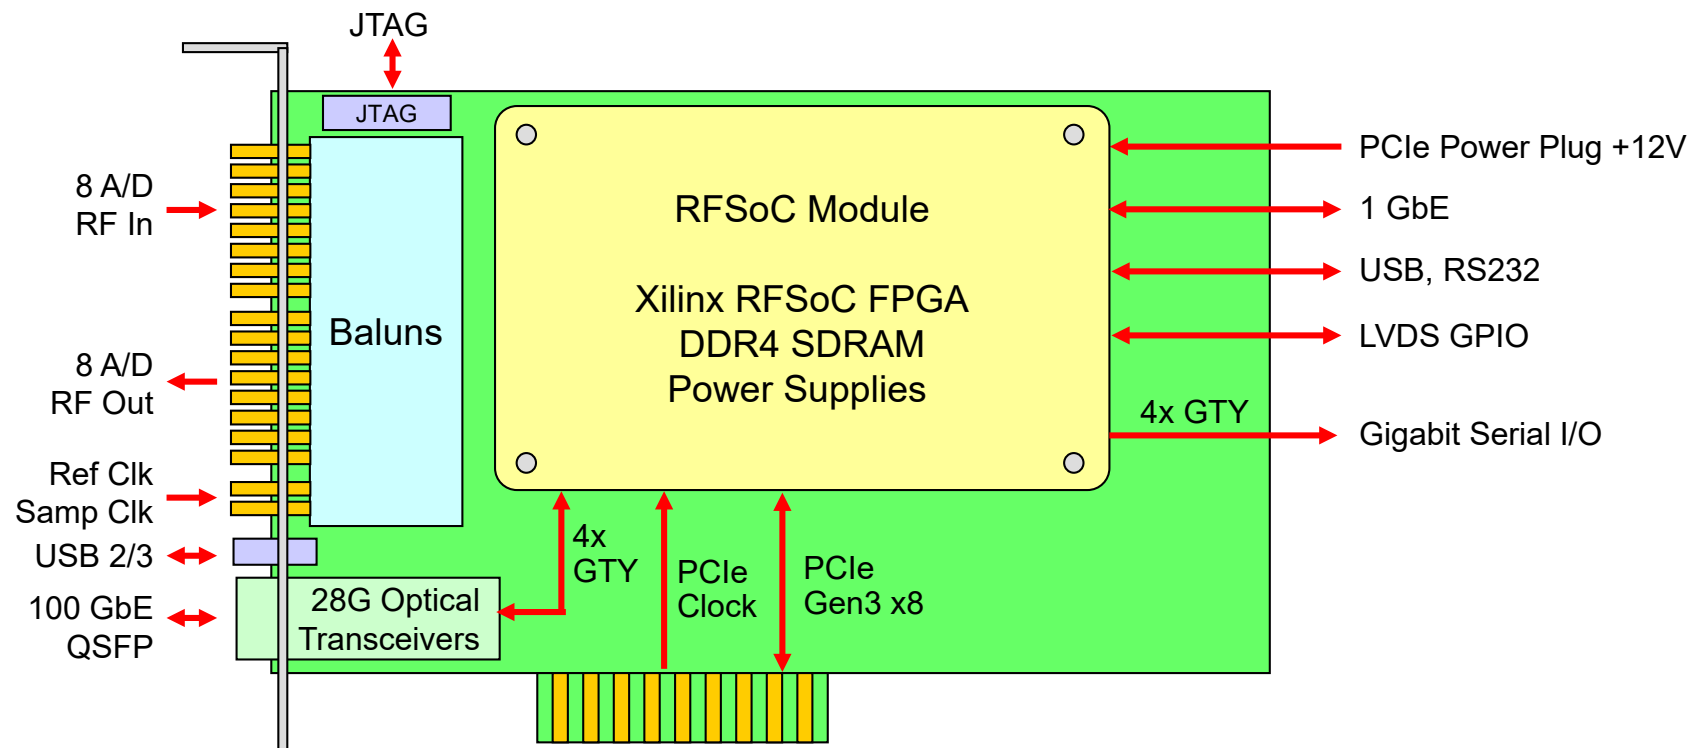 JTAG
JTAG
8 A/D
RF In
8 A/D
RF Out
Ref Clk
Samp Clk
USB 2/3
100 GbE
QSFP
Baluns
28G Optical
Transceivers
RFSoC Module
Xilinx RFSoC FPGA
DDR4 SDRAM
Power Supplies
4x
GTY
PCIe
Clock
PCIe
Gen3 x8
PCIe Power Plug +12V
1 GbE
USB, RS232
LVDS GPIO
4x GTY
Gigabit Serial I/O